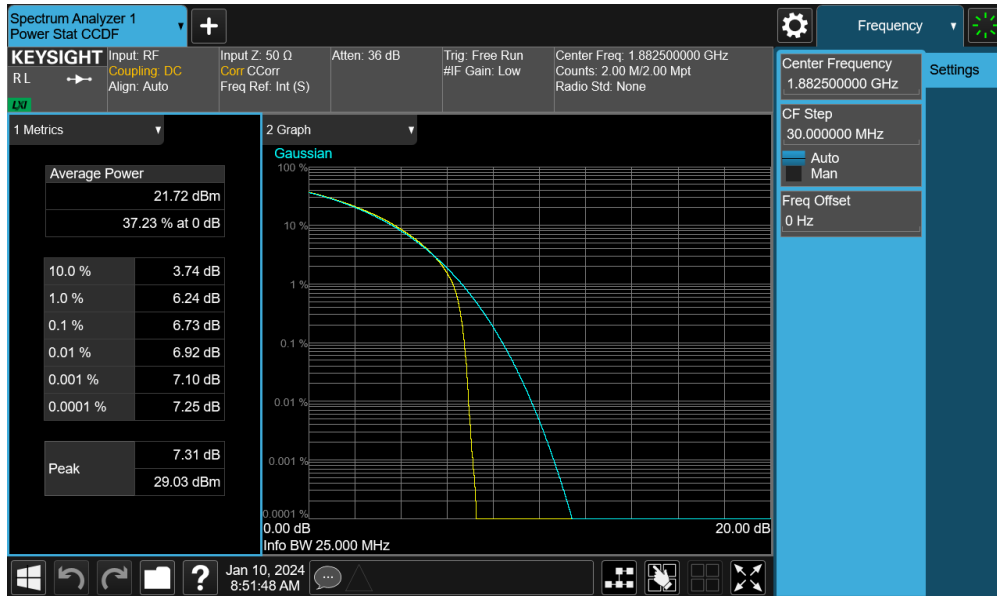 Spectrum Analyzer 1
Power Stat CCDF
+
Frequency
KEYSIGHT
RL
LXI
Input: RF
Coupling: DC
Align: Auto
Input Z: 50 Ω
Corr CCorr
Freq Ref: Int (S)
Atten: 36 dB
Trig: Free Run
#IF Gain: Low
Center Freq: 1.882500000 GHz
Counts: 2.00 M/2.00 Mpt
Radio Std: None
Center Frequency
1.882500000 GHz
Settings
CF Step
30.000000 MHz
Auto
Man
Freq Offset
0 Hz
1 Metrics
Average Power
21.72 dBm
37.23 % at 0 dB
10.0 % 3.74 dB
1.0 % 6.24 dB
0.1 % 6.73 dB
0.01 % 6.92 dB
0.001 % 7.10 dB
0.0001 % 7.25 dB
Peak
7.31 dB
29.03 dBm
2 Graph
Gaussian
100 %
10 %
1 %
0.1 %
0.01 %
0.001 %
0.0001 %
0.00 dB 20.00 dB
Info BW 25.000 MHz
?
Jan 10, 2024
8:51:48 AM